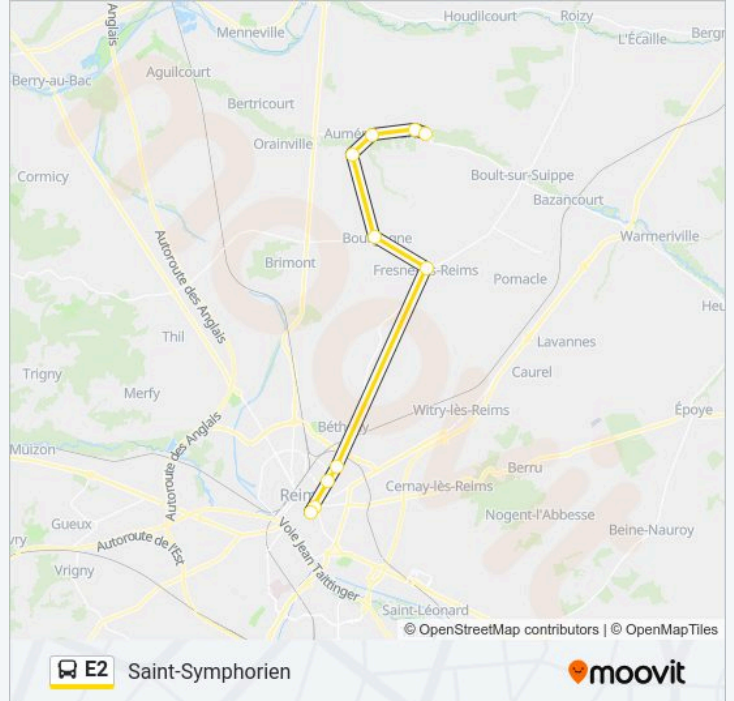 Houdilcourt
Roizy
Menneville
L'Écaille
Anglais
Aguilcourt
Berry-au-Bac
Bertricourt
Orainville
Cormicy
Boult-sur-Suippe
Bazancourt
Warmeriville
Autoroute des Anglais
Brimont
Pomacle
Thil
Lavannes
Caurel
Trigny
Merfy
Witry-lès-Reims
Époye
Muizon
Autoroute des Anglais
Berru
Cernay-lès-Reims
Nogent-l'Abbesse
Gueux
Beine-Nauroy
Autoroute de l'Est
Voie Jean Taittinger
Vrigny
Saint-Léonard
© OpenStreetMap contributors | © OpenMapTiles
E2 Saint-Symphorien
moovit